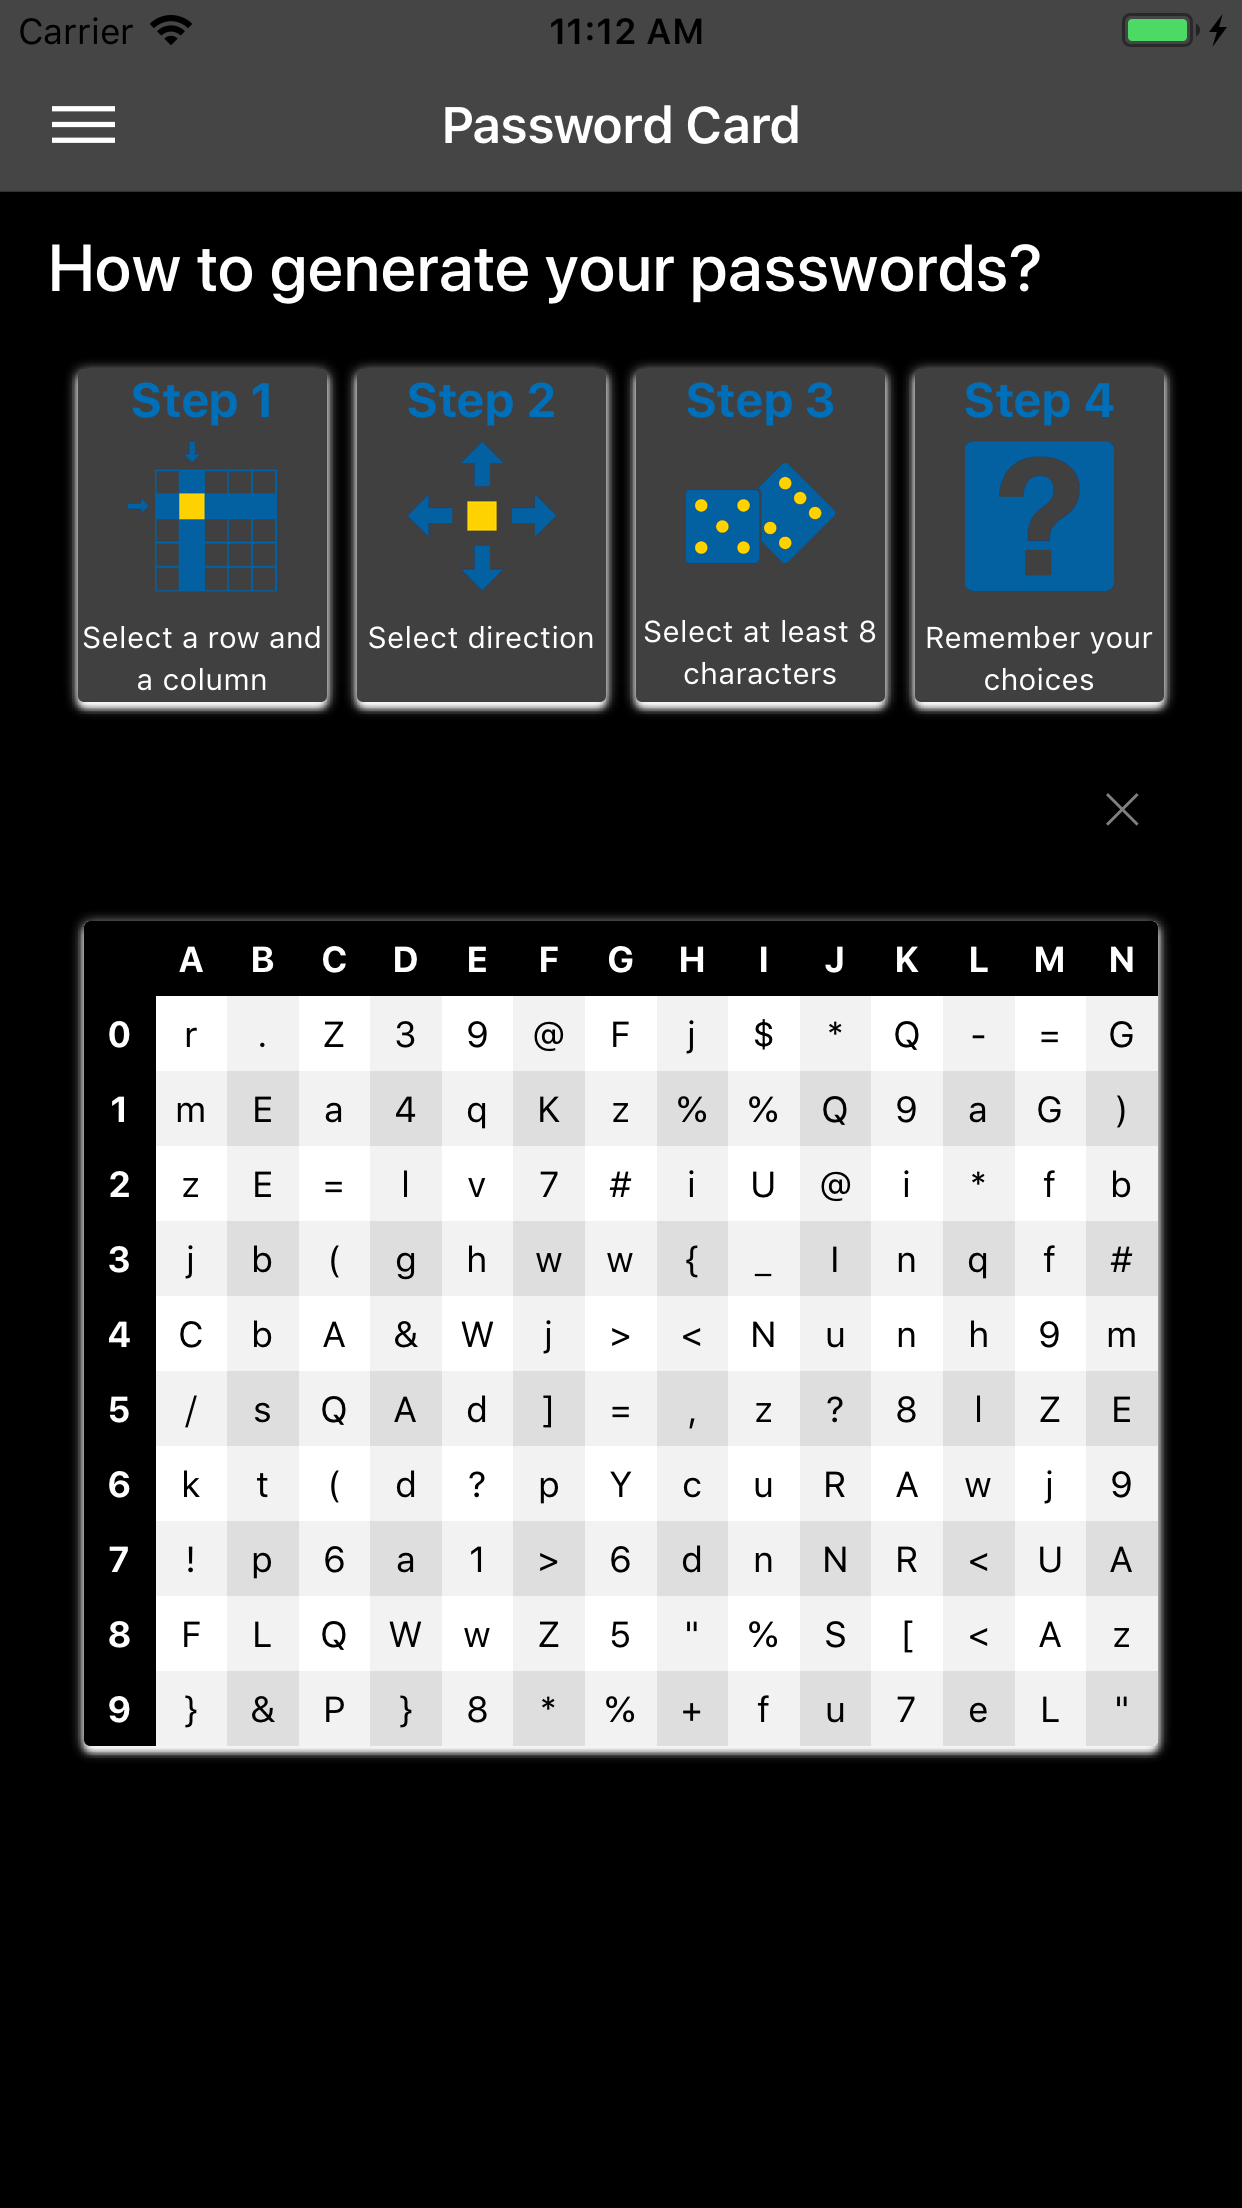 Carrier 11:12 AM
Password Card
How to generate your passwords?
Step 1 Step 2 Step 3 Step 4
Select a row and
a column
Select direction
Select at least 8
characters
Remember your
choices
A B C D E F G H I J K L M N
0 r . Z 3 9 @ F j $ * Q - = G
1 m E a 4 q K z % % Q 9 a G )
2 z E = l v 7 # i U @ i * f b
3 j b ( g h w w { _ I n q f #
4 C b A & W j > < N u n h 9 m
5 / s Q A d ] = , z ? 8 l Z E
6 k t ( d ? p Y c u R A w j 9
7 ! p 6 a 1 > 6 d n N R < U A
8 F L Q W w Z 5 " % S [ < A z
9 } & P } 8 * % + f u 7 e L "